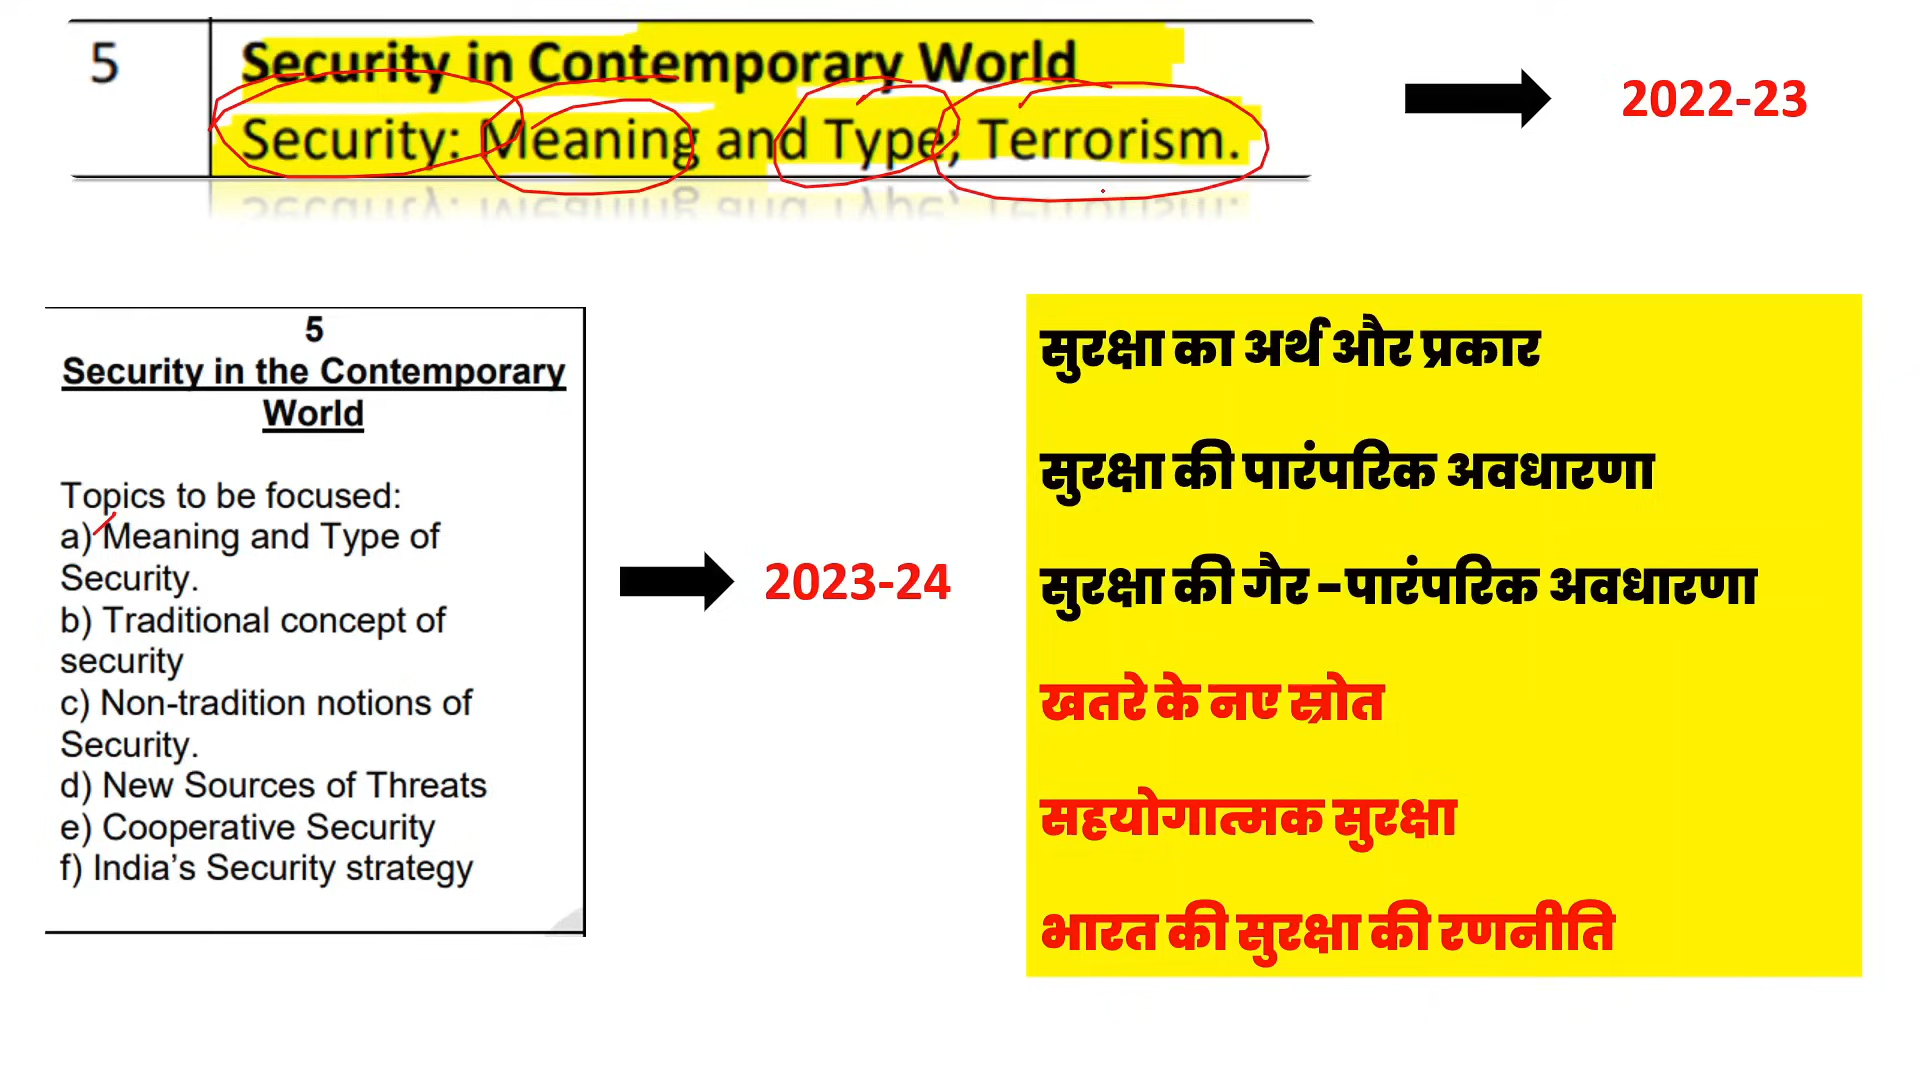 5
Security in Contemporary World
Security: Meaning and Type; Terrorism.
2022-23
5
Security in the Contemporary
World
Topics to be focused:
a) Meaning and Type of
Security.
b) Traditional concept of
security
c) Non-tradition notions of
Security.
d) New Sources of Threats
e) Cooperative Security
f) India’s Security strategy
2023-24
सुरक्षा का अर्थ और प्रकार
सुरक्षा की पारंपरिक अवधारणा
सुरक्षा की गैर -पारंपरिक अवधारणा
खतरे के नए स्रोत
सहयोगात्मक सुरक्षा
भारत की सुरक्षा की रणनीति